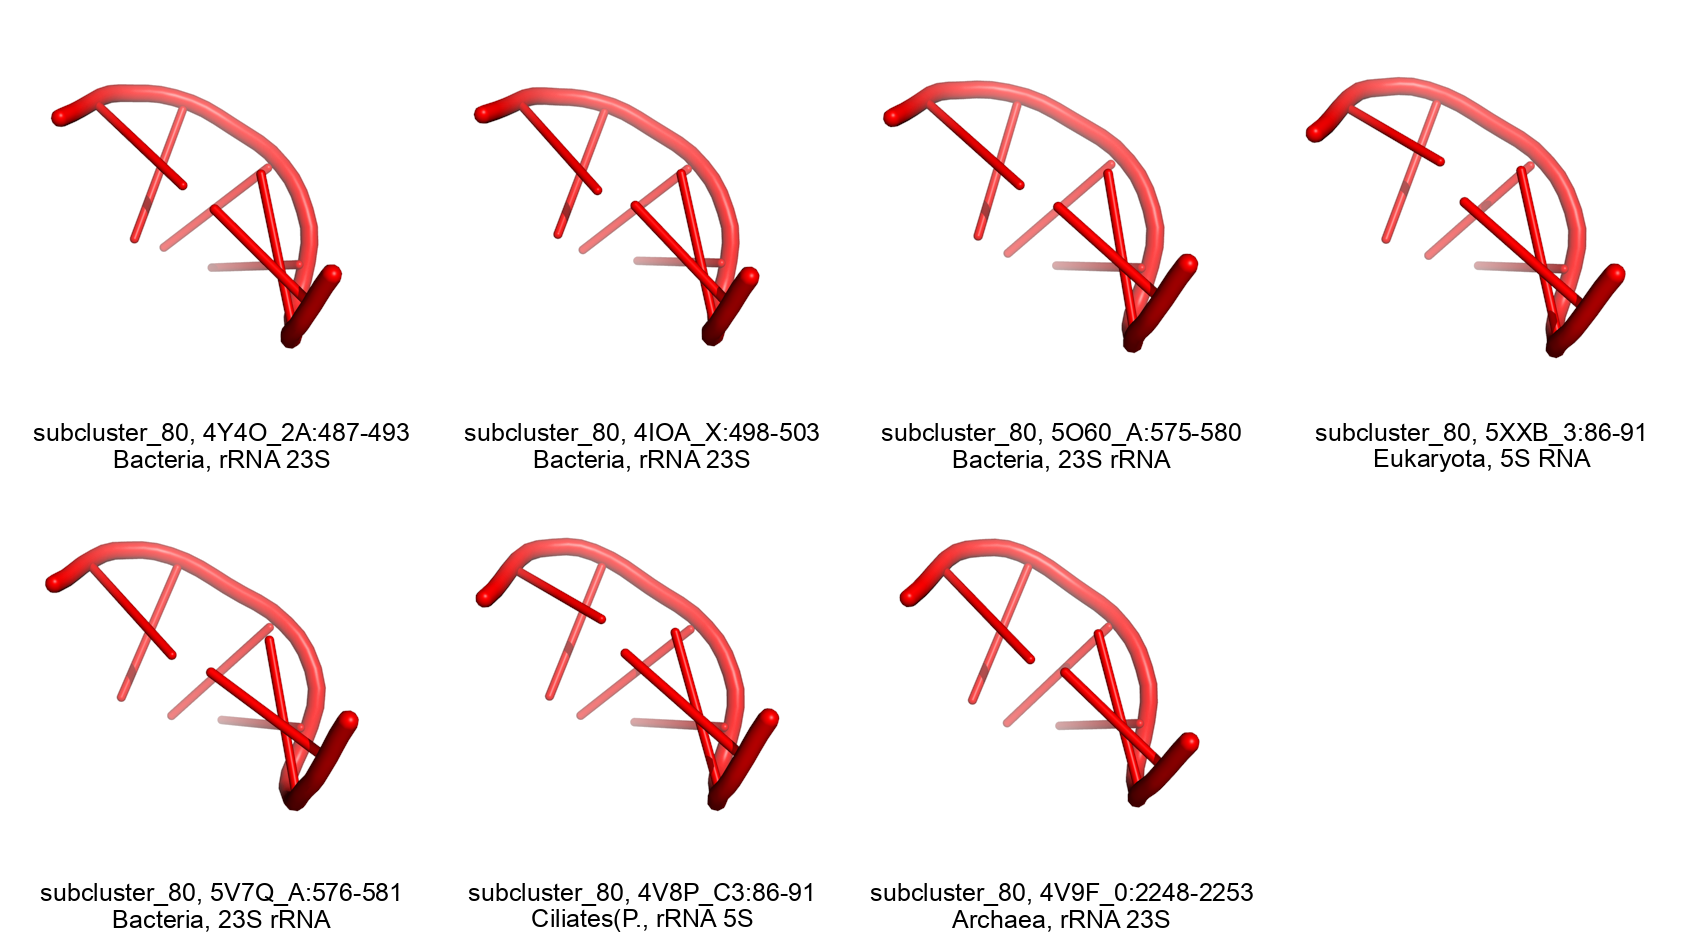 subcluster_80, 4Y4O_2A:487-493
Bacteria, rRNA 23S
subcluster_80, 4IOA_X:498-503
Bacteria, rRNA 23S
subcluster_80, 5O60_A:575-580
Bacteria, 23S rRNA
subcluster_80, 5XXB_3:86-91
Eukaryota, 5S RNA
subcluster_80, 5V7Q_A:576-581
Bacteria, 23S rRNA
subcluster_80, 4V8P_C3:86-91
Ciliates(P., rRNA 5S
subcluster_80, 4V9F_0:2248-2253
Archaea, rRNA 23S